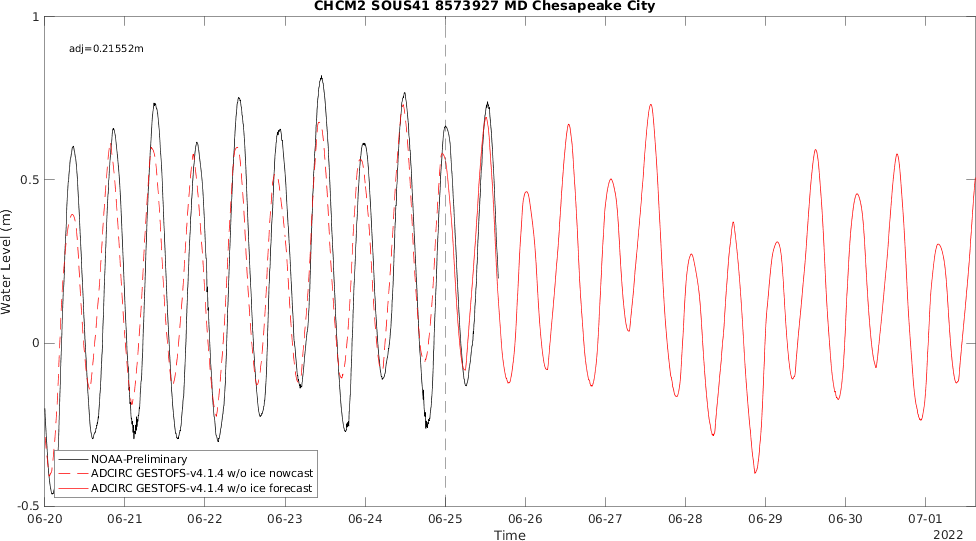 CHCM2 SOUS41 8573927 MD Chesapeake City
1
adj=0.21552m
0.5
Water Level (m)
0
NOAA-Preliminary
ADCIRC GESTOFS-v4.1.4 w/o ice nowcast
ADCIRC GESTOFS-v4.1.4 w/o ice forecast
-0.5
06-20 06-21 06-22 06-23 06-24 06-25 06-26 06-27 06-28 06-29 06-30 07-01
Time
2022